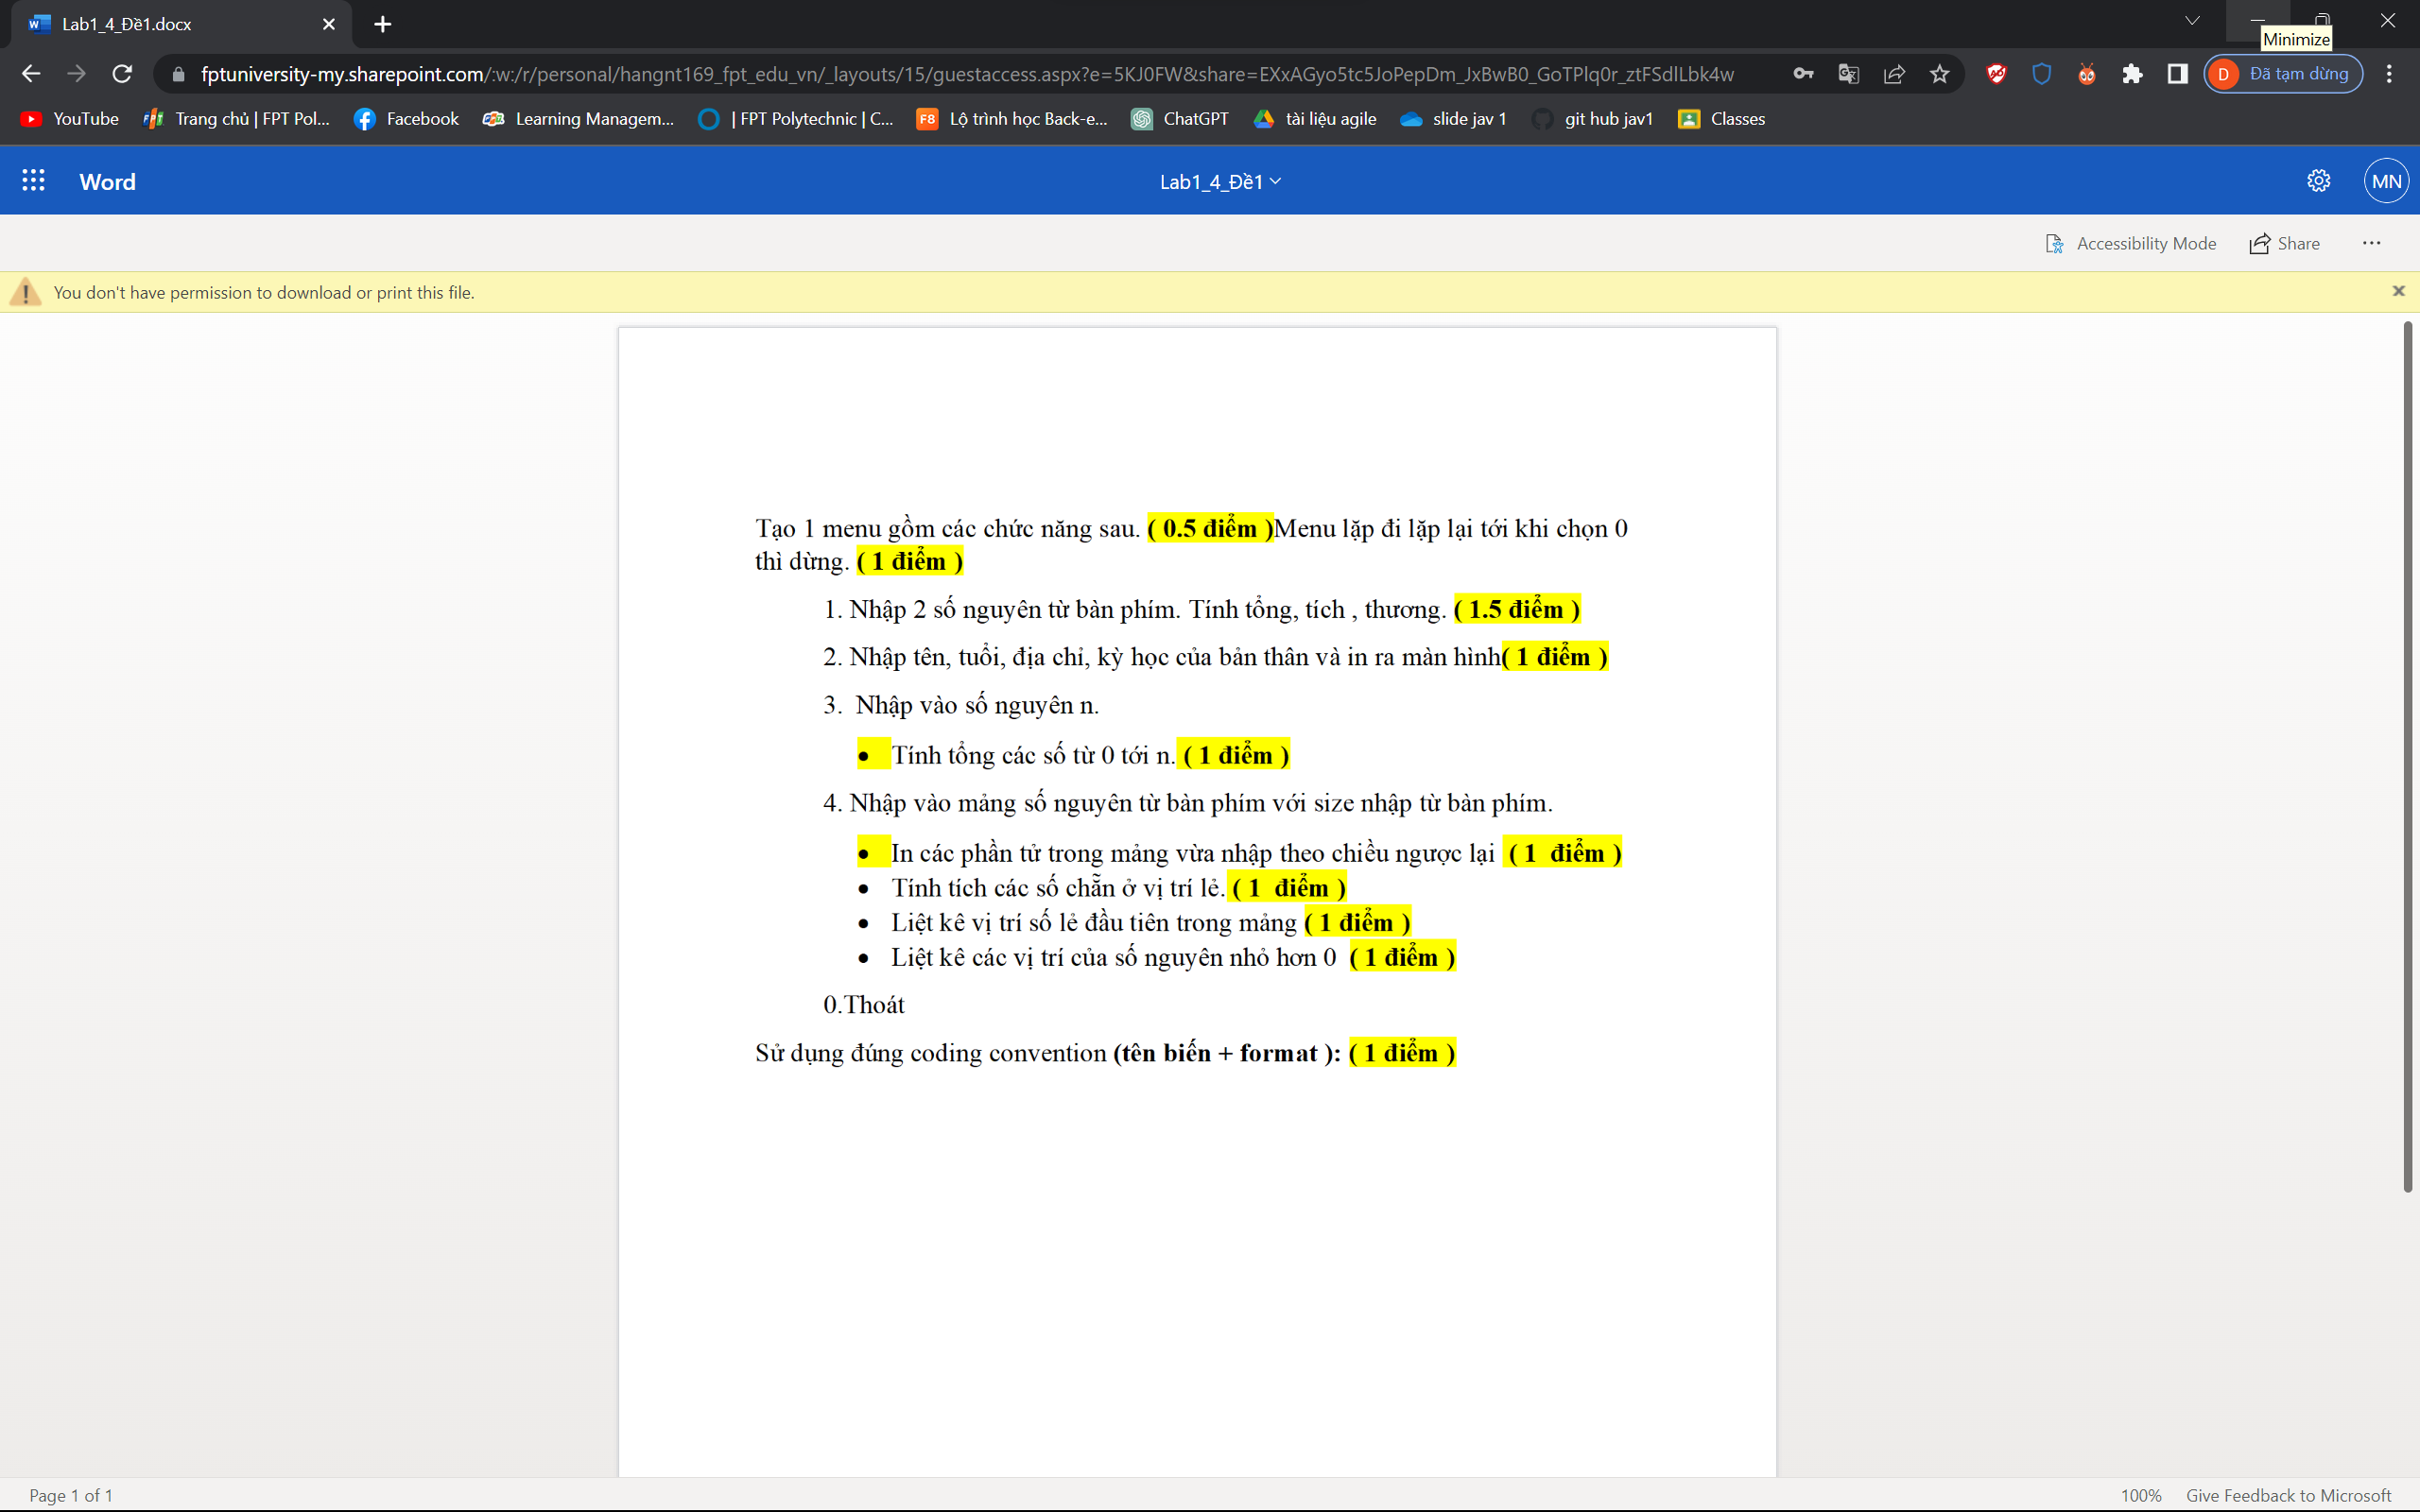 Lab1_4_Đề1.docx
Minimize
fptuniversity-my.sharepoint.com/:w:/r/personal/hangnt169_fpt_edu_vn/_layouts/15/guestaccess.aspx?e=5KJ0FW&share=EXxAGyo5tc5JoPepDm_JxBwB0_GoTPlq0r_ztFSdlLbk4w
D Đã tạm dừng
YouTube Trang chủ | FPT Pol... Facebook Learning Managem... | FPT Polytechnic | C... F8 Lộ trình học Back-e... ChatGPT tài liệu agile slide jav 1 git hub jav1 Classes
Word Lab1_4_Đề1 MN
Accessibility Mode Share
You don't have permission to download or print this file.
Tạo 1 menu gồm các chức năng sau. ( 0.5 điểm )Menu lặp đi lặp lại tới khi chọn 0
thì dừng. ( 1 điểm )
1. Nhập 2 số nguyên từ bàn phím. Tính tổng, tích , thương. ( 1.5 điểm )
2. Nhập tên, tuổi, địa chỉ, kỳ học của bản thân và in ra màn hình( 1 điểm )
3. Nhập vào số nguyên n.
• Tính tổng các số từ 0 tới n. ( 1 điểm )
4. Nhập vào mảng số nguyên từ bàn phím với size nhập từ bàn phím.
• In các phần tử trong mảng vừa nhập theo chiều ngược lại ( 1 điểm )
• Tính tích các số chẵn ở vị trí lẻ. ( 1 điểm )
• Liệt kê vị trí số lẻ đầu tiên trong mảng ( 1 điểm )
• Liệt kê các vị trí của số nguyên nhỏ hơn 0 ( 1 điểm )
0.Thoát
Sử dụng đúng coding convention (tên biến + format ): ( 1 điểm )
Page 1 of 1 100% Give Feedback to Microsoft